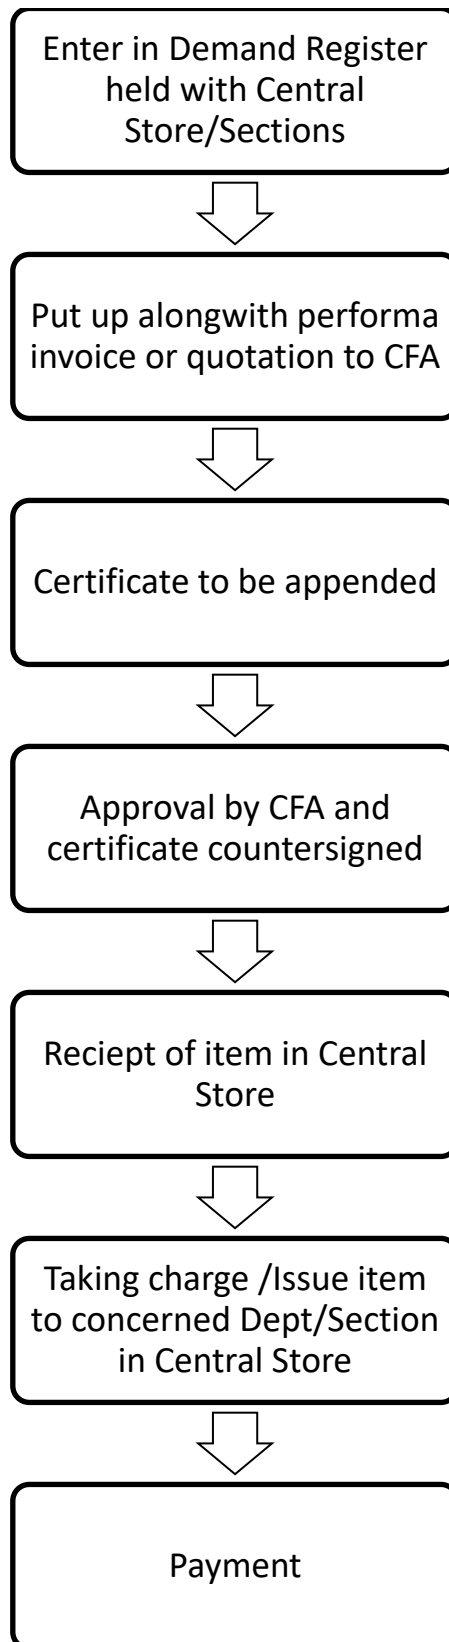 Enter in Demand Register
held with Central
Store/Sections
Put up alongwith performa
invoice or quotation to CFA
Certificate to be appended
Approval by CFA and
certificate countersigned
Reciept of item in Central
Store
Taking charge /Issue item
to concerned Dept/Section
in Central Store
Payment